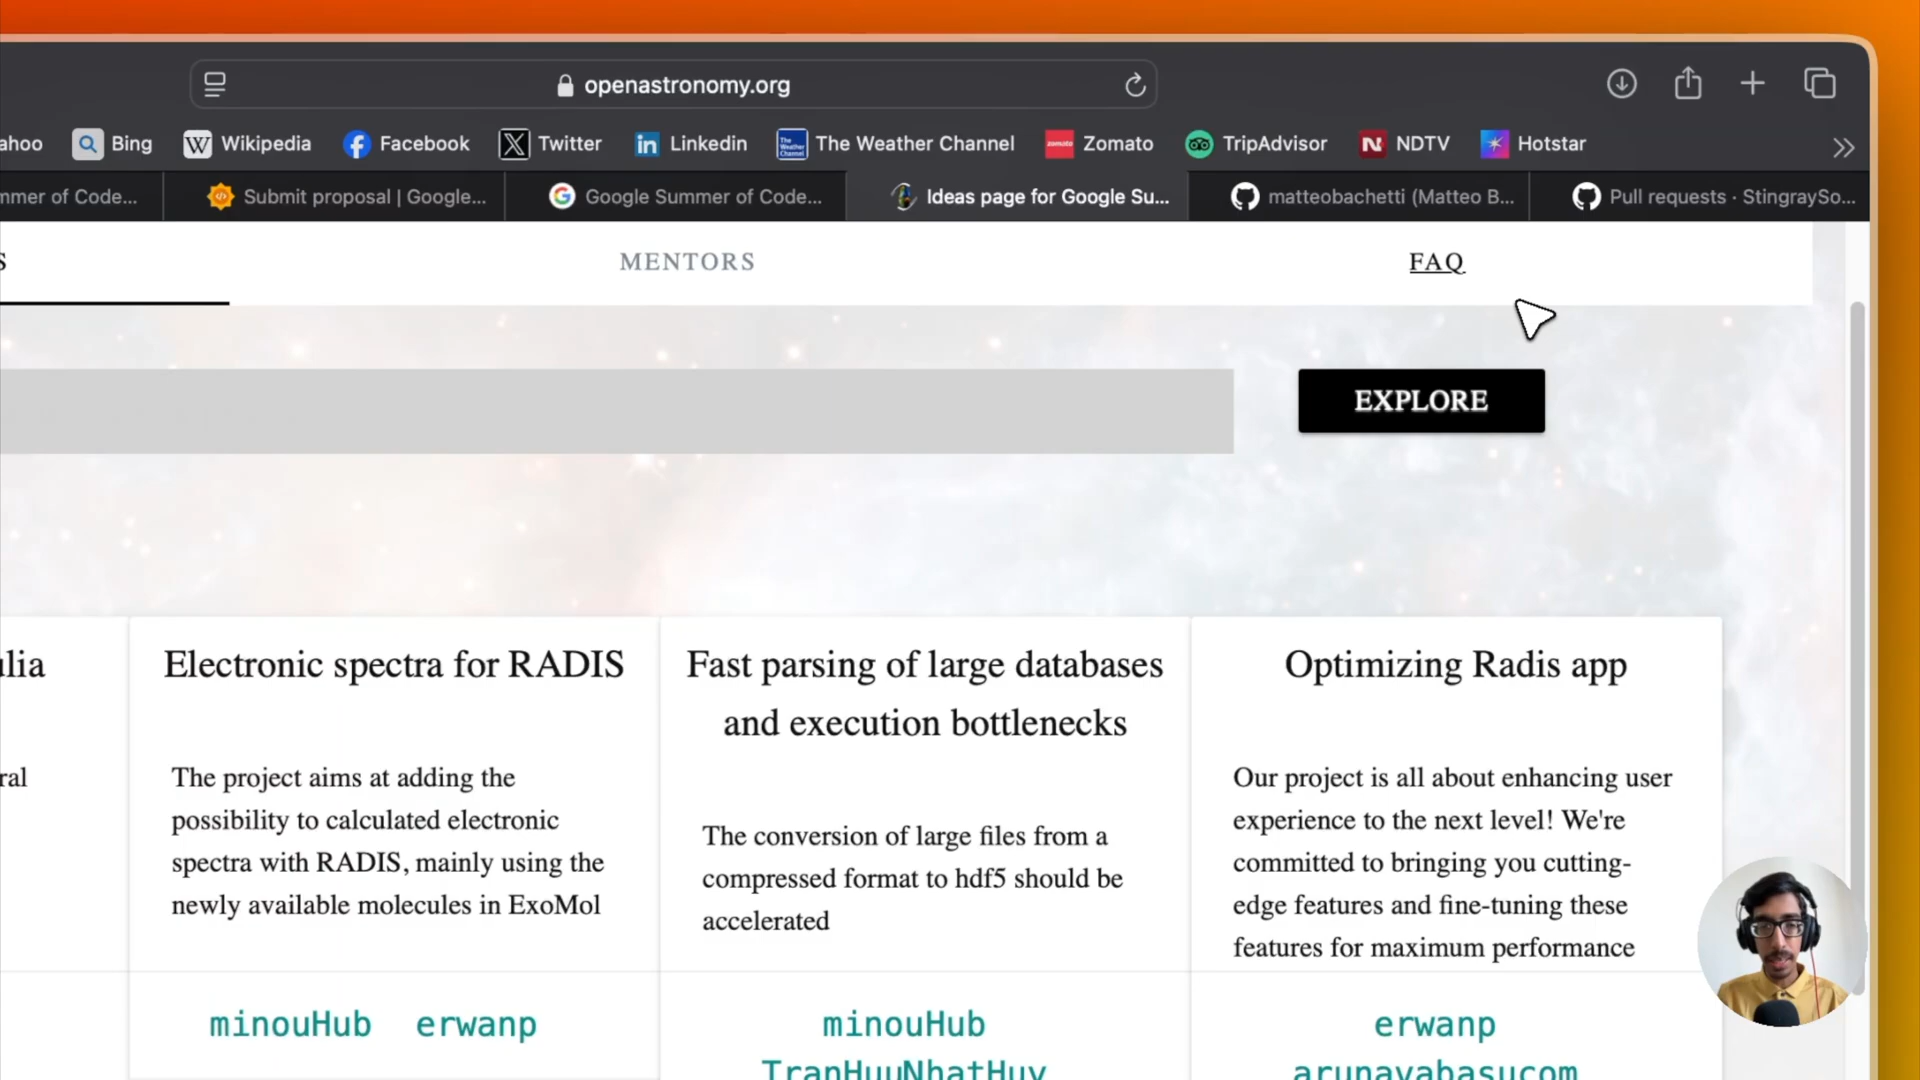 openastronomy.org
ahoo Bing Wikipedia Facebook Twitter Linkedin The Weather Channel Zomato TripAdvisor NDTV Hotstar
mmer of Code... Submit proposal | Google... Google Summer of Code... Ideas page for Google Su... matteobachetti (Matteo B... Pull requests · StingraySo...
S MENTORS FAQ
EXPLORE
ulia
ral
Electronic spectra for RADIS
The project aims at adding the
possibility to calculated electronic
spectra with RADIS, mainly using the
newly available molecules in ExoMol
minouHub erwanp
Fast parsing of large databases
and execution bottlenecks
The conversion of large files from a
compressed format to hdf5 should be
accelerated
minouHub
TranHuuNhatHuy
Optimizing Radis app
Our project is all about enhancing user
experience to the next level! We're
committed to bringing you cutting-
edge features and fine-tuning these
features for maximum performance
erwanp
arunavabasucom